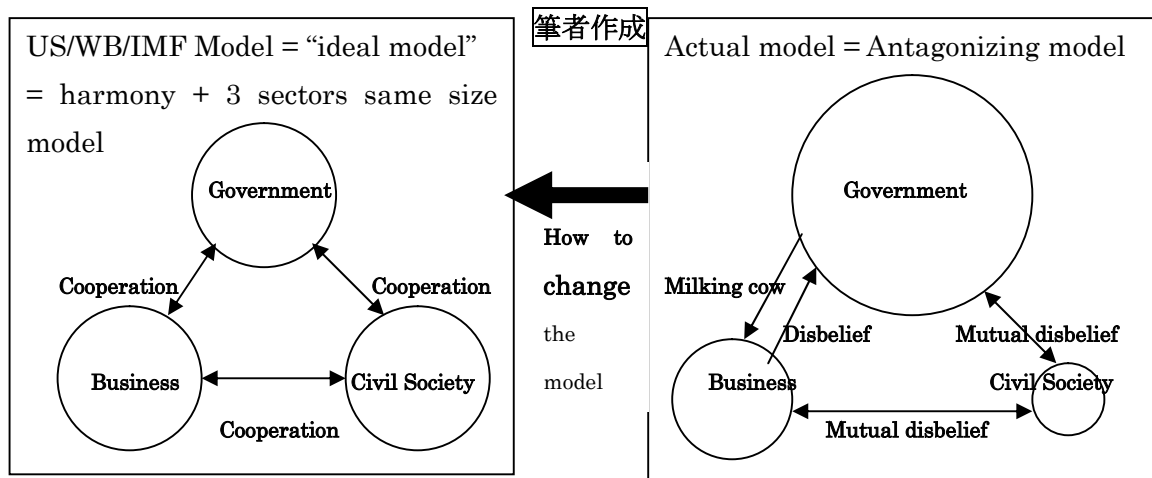 US/WB/IMF Model = “ideal model”
= harmony + 3 sectors same size
model
Government
Cooperation
Cooperation
Business
Civil Society
Cooperation
筆者作成
How to
change
the
model
Actual model = Antagonizing model
Government
Milking cow
Disbelief
Mutual disbelief
Business
Civil Society
Mutual disbelief